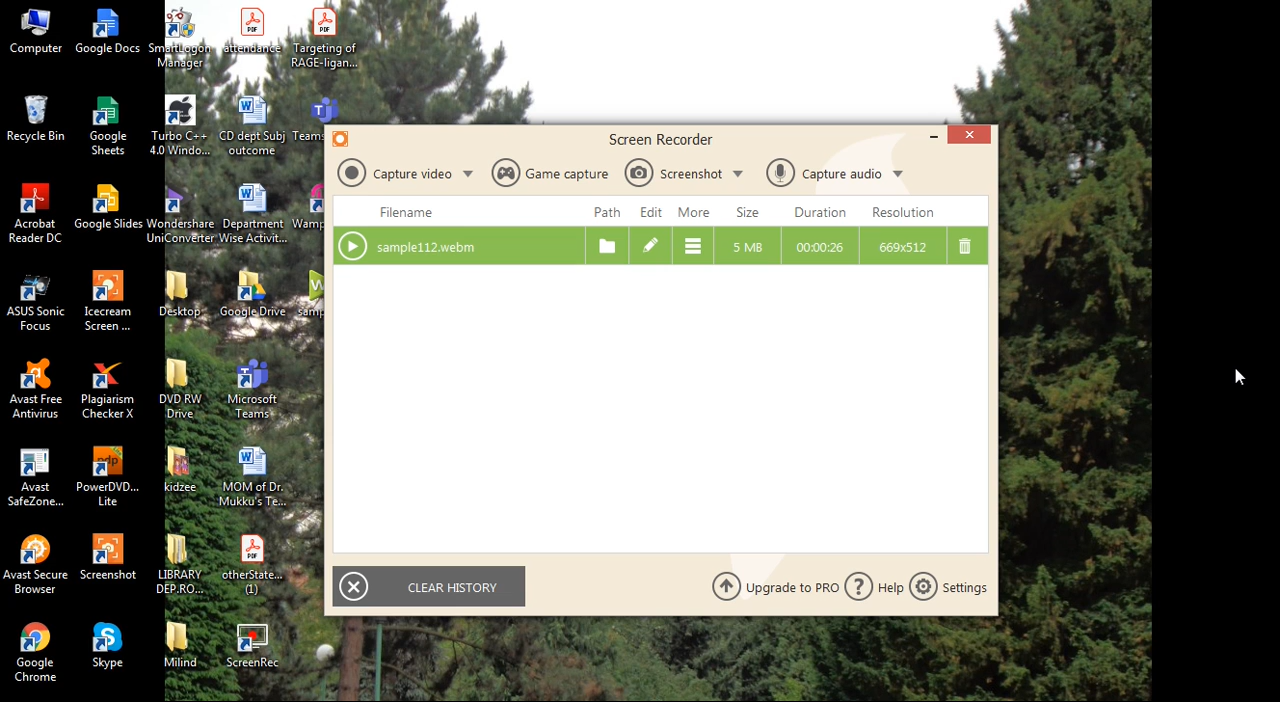 Computer
Google Docs
SmartLogon
Manager
attendance
Targeting of
RAGE-ligan...
Recycle Bin
Google
Sheets
Turbo C++
4.0 Windo...
CD dept Subj
outcome
Acrobat
Reader DC
Google Slides
Wondershare
UniConverter
Department
Wise Activit...
ASUS Sonic
Focus
Icecream
Screen ...
Desktop
Google Drive
Avast Free
Antivirus
Plagiarism
Checker X
DVD RW
Drive
Microsoft
Teams
Avast
SafeZone...
PowerDVD...
Lite
kidzee
MOM of Dr.
Mukku's Te...
Avast Secure
Browser
Screenshot
LIBRARY
DEP.RO...
otherState...
(1)
Google
Chrome
Skype
Milind
ScreenRec
Screen Recorder
Capture video
Game capture
Screenshot
Capture audio
Filename Path Edit More Size Duration Resolution
sample112.webm 5 MB 00:00:26 669x512
CLEAR HISTORY
Upgrade to PRO
Help
Settings